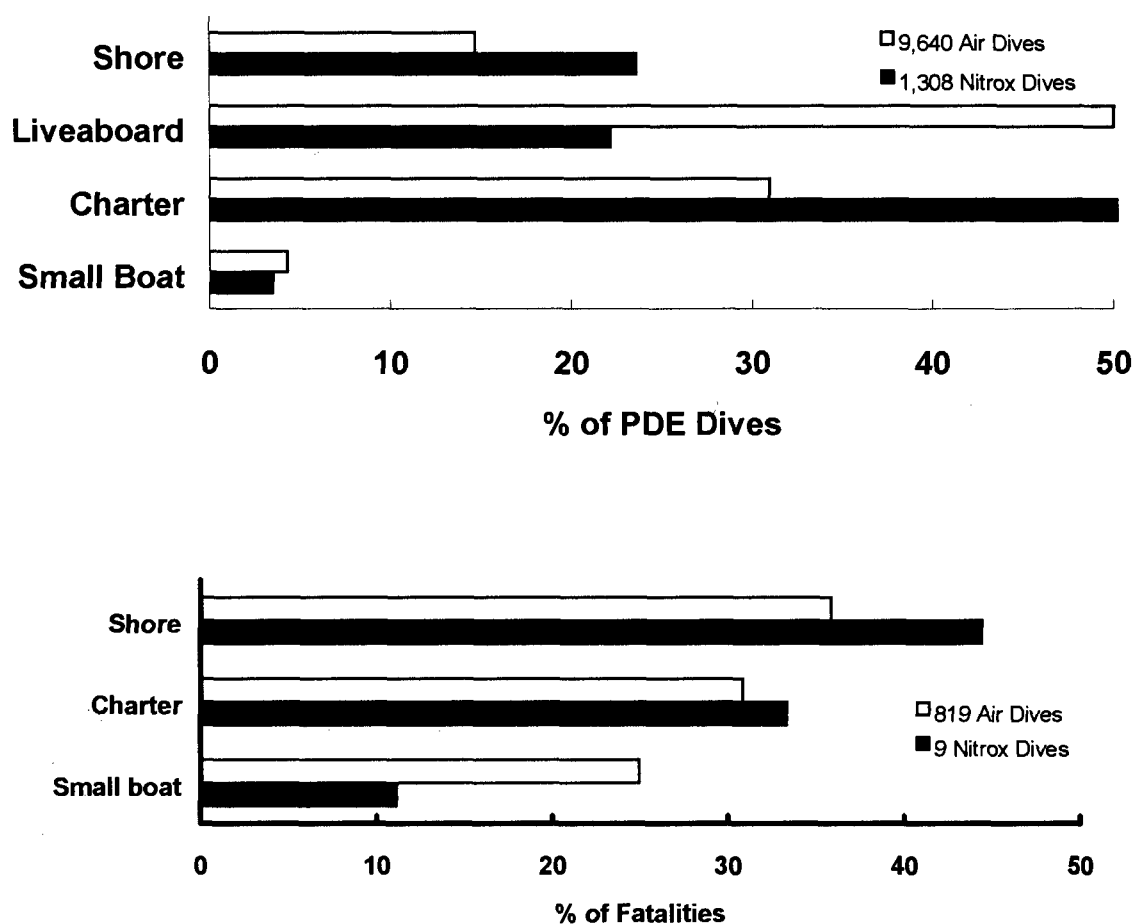 Shore
Liveaboard
Charter
Small Boat
9,640 Air Dives
1,308 Nitrox Dives
0 10 20 30 40 50
% of PDE Dives
Shore
Charter
Small boat
819 Air Dives
9 Nitrox Dives
0 10 20 30 40 50
% of Fatalities